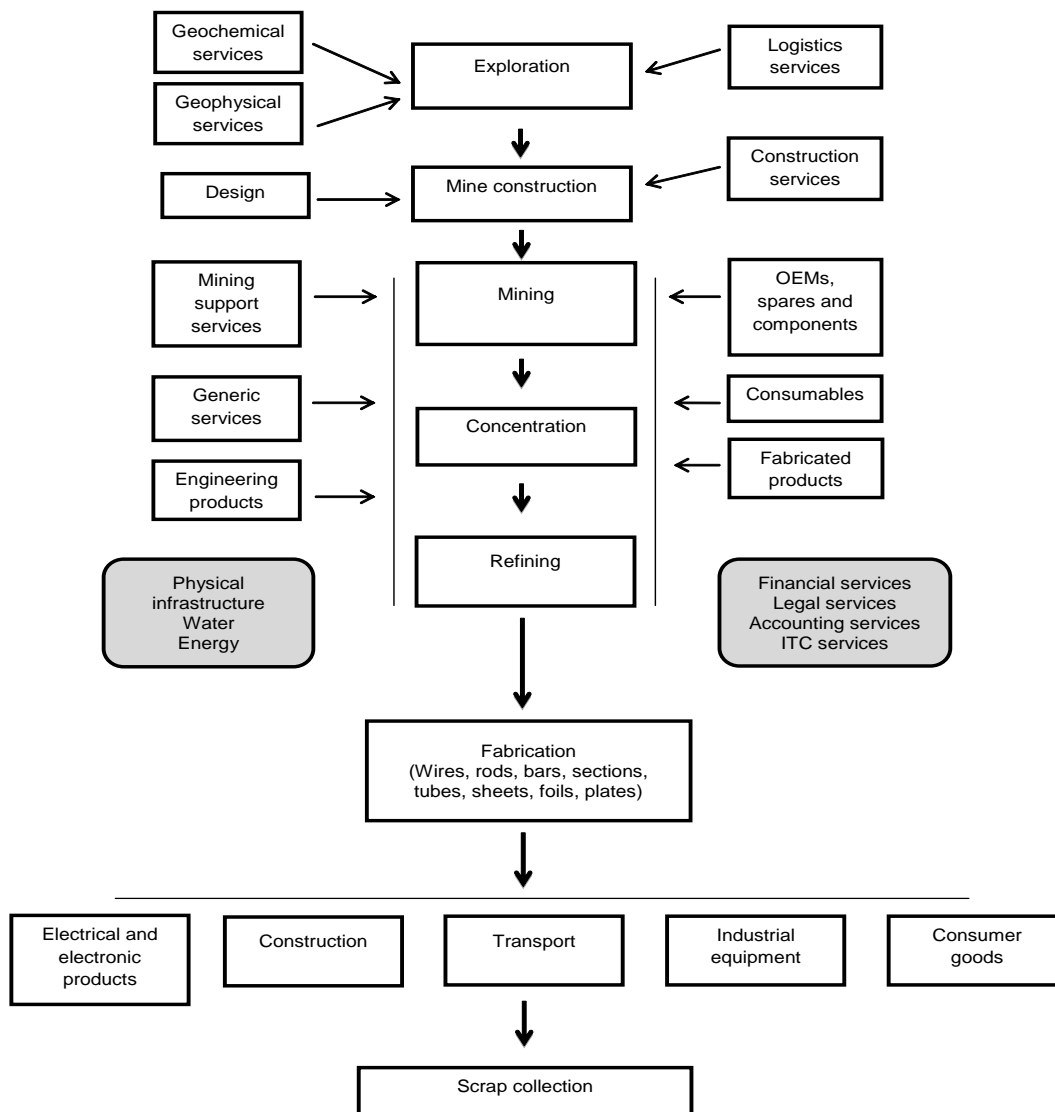 Geochemical
services
Exploration
Logistics
services
Geophysical
services
Design
Mine construction
Construction
services
Mining
support
services
Mining
OEMs,
spares and
components
Generic
services
Concentration
Consumables
Engineering
products
Fabricated
products
Refining
Physical
infrastructure
Water
Energy
Financial services
Legal services
Accounting services
ITC services
Fabrication
(Wires, rods, bars, sections,
tubes, sheets, foils, plates)
Electrical and
electronic
products
Construction
Transport
Industrial
equipment
Consumer
goods
Scrap collection